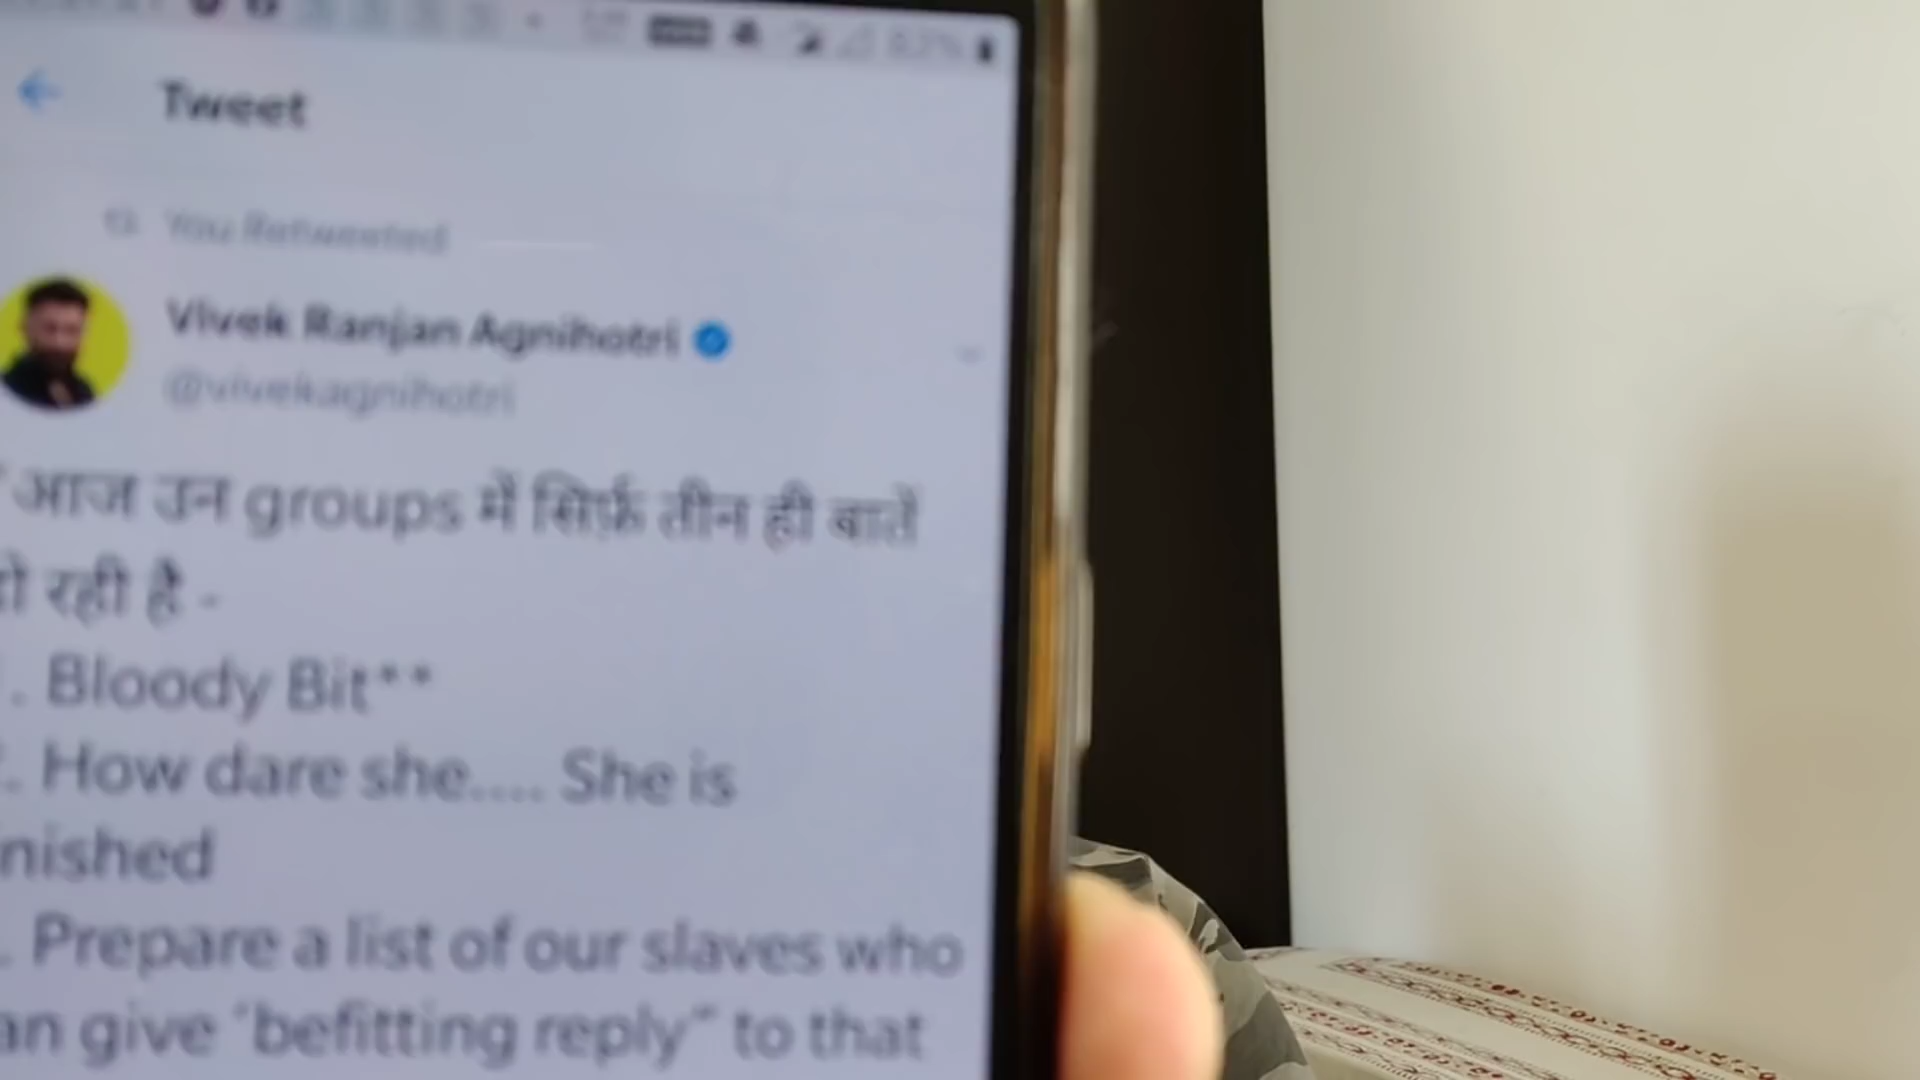 Tweet
You Retweeted
Vivek Ranjan Agnihotri
@vivekagnihotri
आज उन groups में सिर्फ़ तीन ही बातें
हो रही है -
. Bloody Bit**
. How dare she.... She is
nished
. Prepare a list of our slaves who
an give "befitting reply" to that